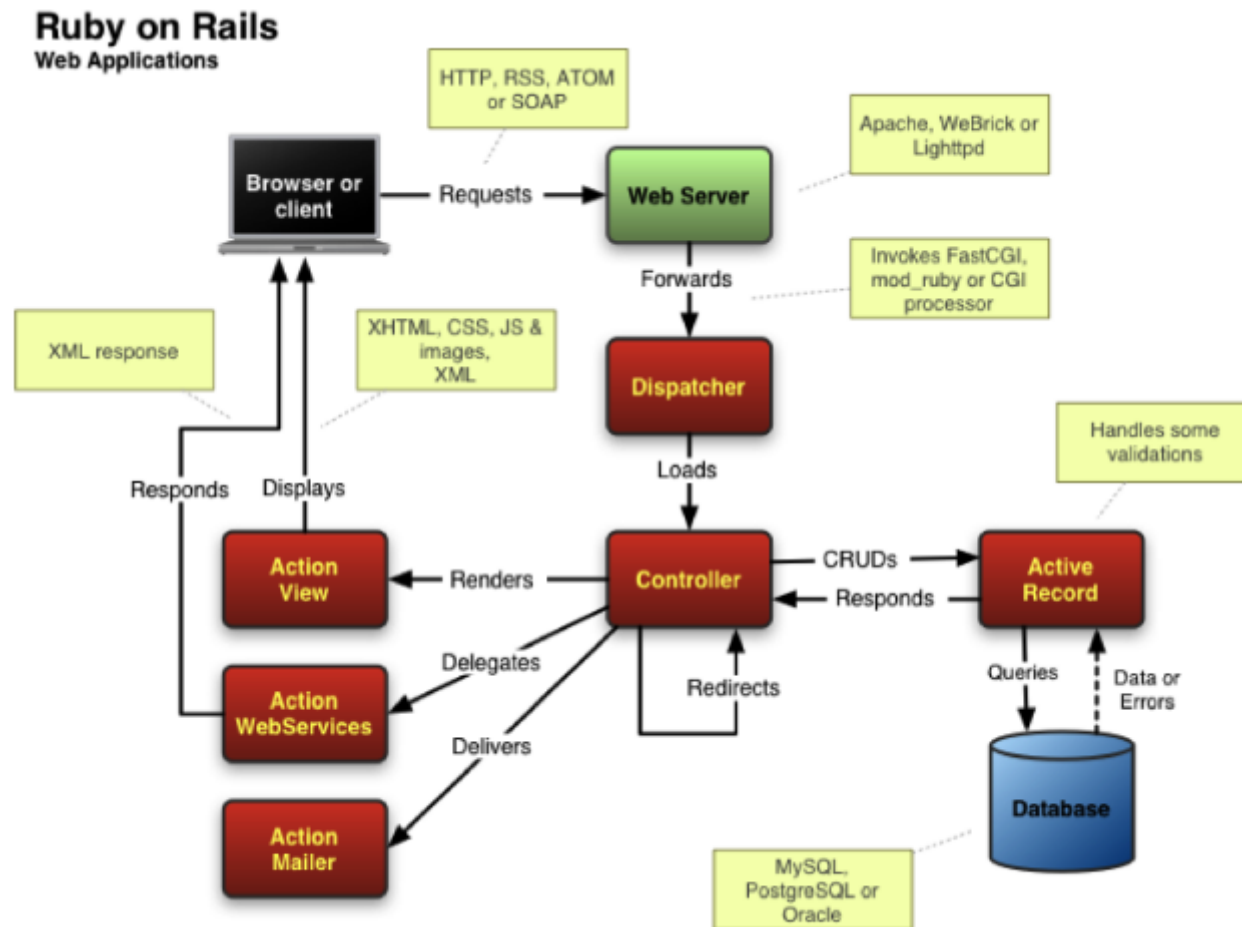 Ruby on Rails
Web Applications
HTTP, RSS, ATOM
or SOAP
Apache, WeBrick or
Lighttpd
Browser or
client
Requests
Web Server
Forwards
Invokes FastCGI,
mod_ruby or CGI
processor
XML response
XHTML, CSS, JS &
images,
XML
Dispatcher
Handles some
validations
Loads
Responds
Displays
Action
View
Renders
Controller
CRUDs
Responds
Active
Record
Delegates
Redirects
Queries
Data or
Errors
Action
WebServices
Delivers
Action
Mailer
Database
MySQL,
PostgreSQL or
Oracle